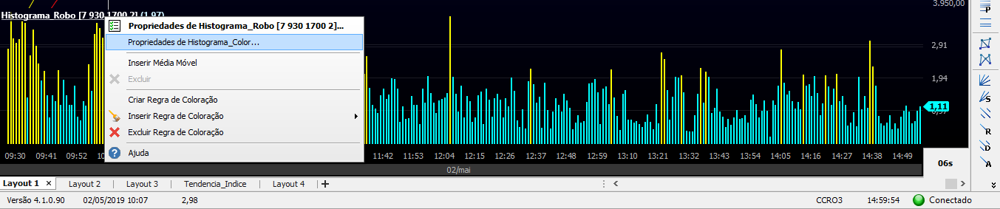 3.950,00
Histograma_Robo [7 930 1700 2] (1,97)
Propriedades de Histograma_Robo [7 930 1700 2]...
Propriedades de Histograma_Color...
Inserir Média Móvel
Excluir
Criar Regra de Coloração
Inserir Regra de Coloração
Excluir Regra de Coloração
Ajuda
2,91
1,94
1,11
09:30 09:41 09:52 11:42 11:53 12:04 12:15 12:26 12:37 12:48 12:59 13:10 13:21 13:32 13:43 13:54 14:05 14:16 14:27 14:38 14:49
06s
02/mai
Layout 1 Layout 2 Layout 3 Tendencia_Indice Layout 4
Versão 4.1.0.90 02/05/2019 10:07 2,98 CCRO3 14:59:54 Conectado
P
S
R
D
A